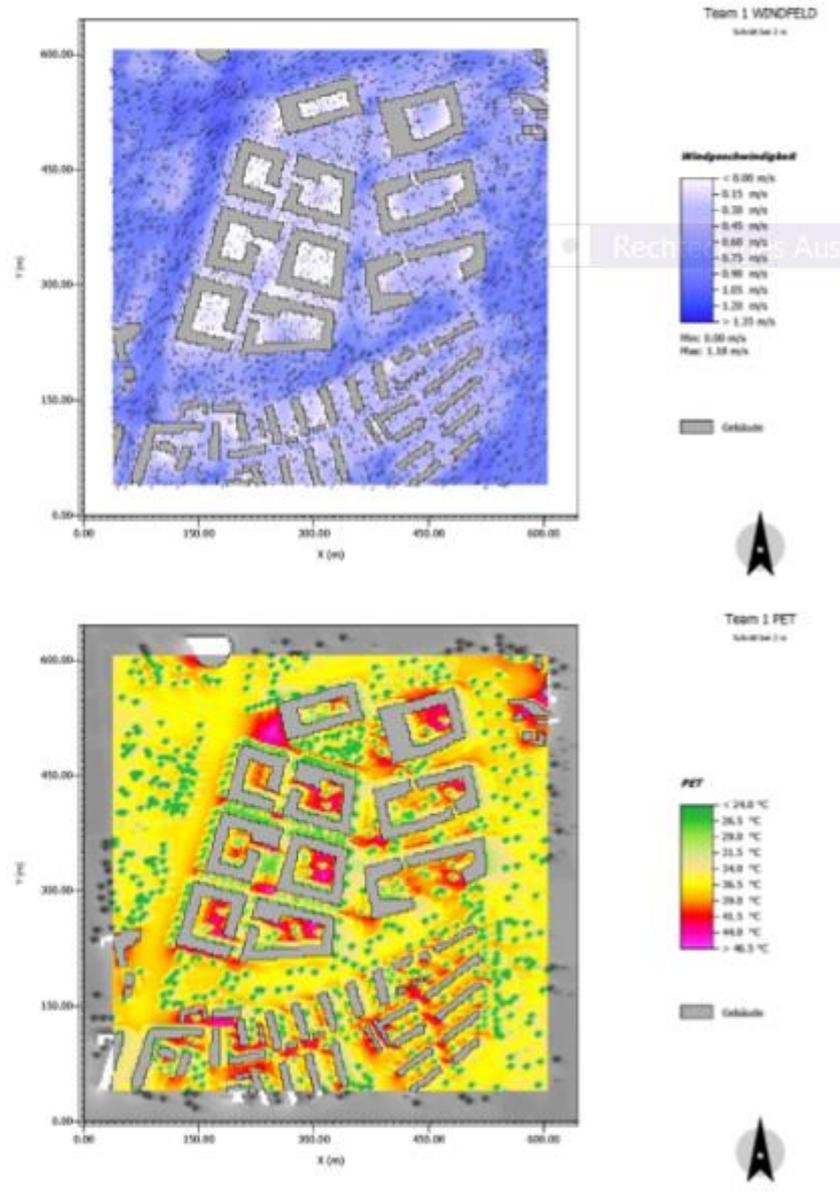 Team 1 WINDFELD
600.00
450.00
300.00
150.00
0.00
Y (m)
0.00 150.00 300.00 450.00 600.00
X (m)
Windgeschwindigkeit
< 0.00 m/s
0.15 m/s
0.30 m/s
0.45 m/s
0.60 m/s
0.75 m/s
0.90 m/s
1.05 m/s
1.20 m/s
> 1.35 m/s
Min: 0.00 m/s
Max: 1.18 m/s
Gebäude
Team 1 PET
600.00
450.00
300.00
150.00
0.00
Y (m)
0.00 150.00 300.00 450.00 600.00
X (m)
PET
< 24.0 °C
26.5 °C
29.0 °C
31.5 °C
34.0 °C
36.5 °C
39.0 °C
41.5 °C
44.0 °C
> 46.5 °C
Gebäude